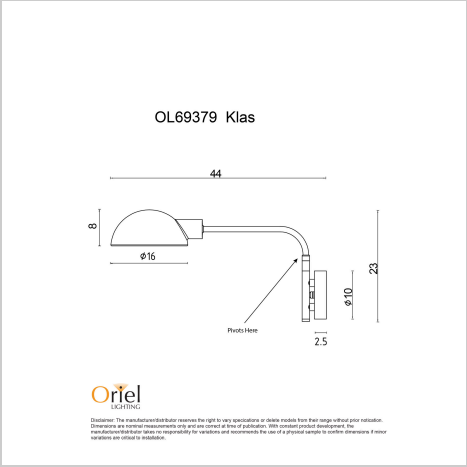 OL69379 Klas
44
8
ϕ16
23
ϕ10
Pivots Here
2.5
Oriel
LIGHTING
Disclaimer: The manufacturer/distributor reserves the right to vary specications or delete models from their range without prior notication.
Dimensions are nominal measurements only and are correct at time of publication. With constant product development, the
manufacturer/distributor takes no responsibility for variations and recommends the use of a physical sample to confirm dimensions if minor
variations are critical to installation.